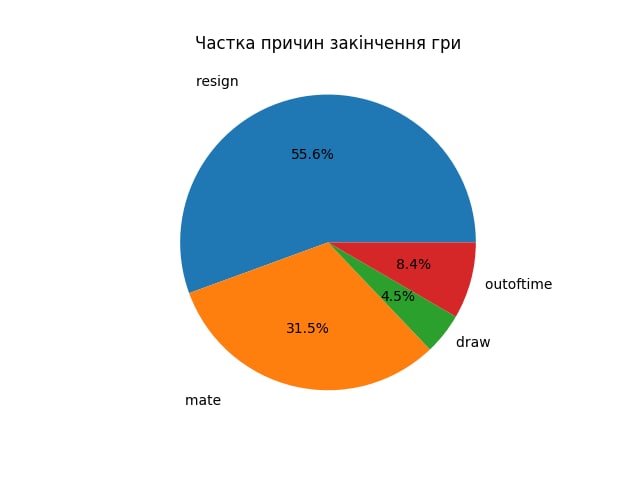 Частка причин закінчення гри
resign
55.6%
8.4%
outoftime
4.5%
31.5%
draw
mate